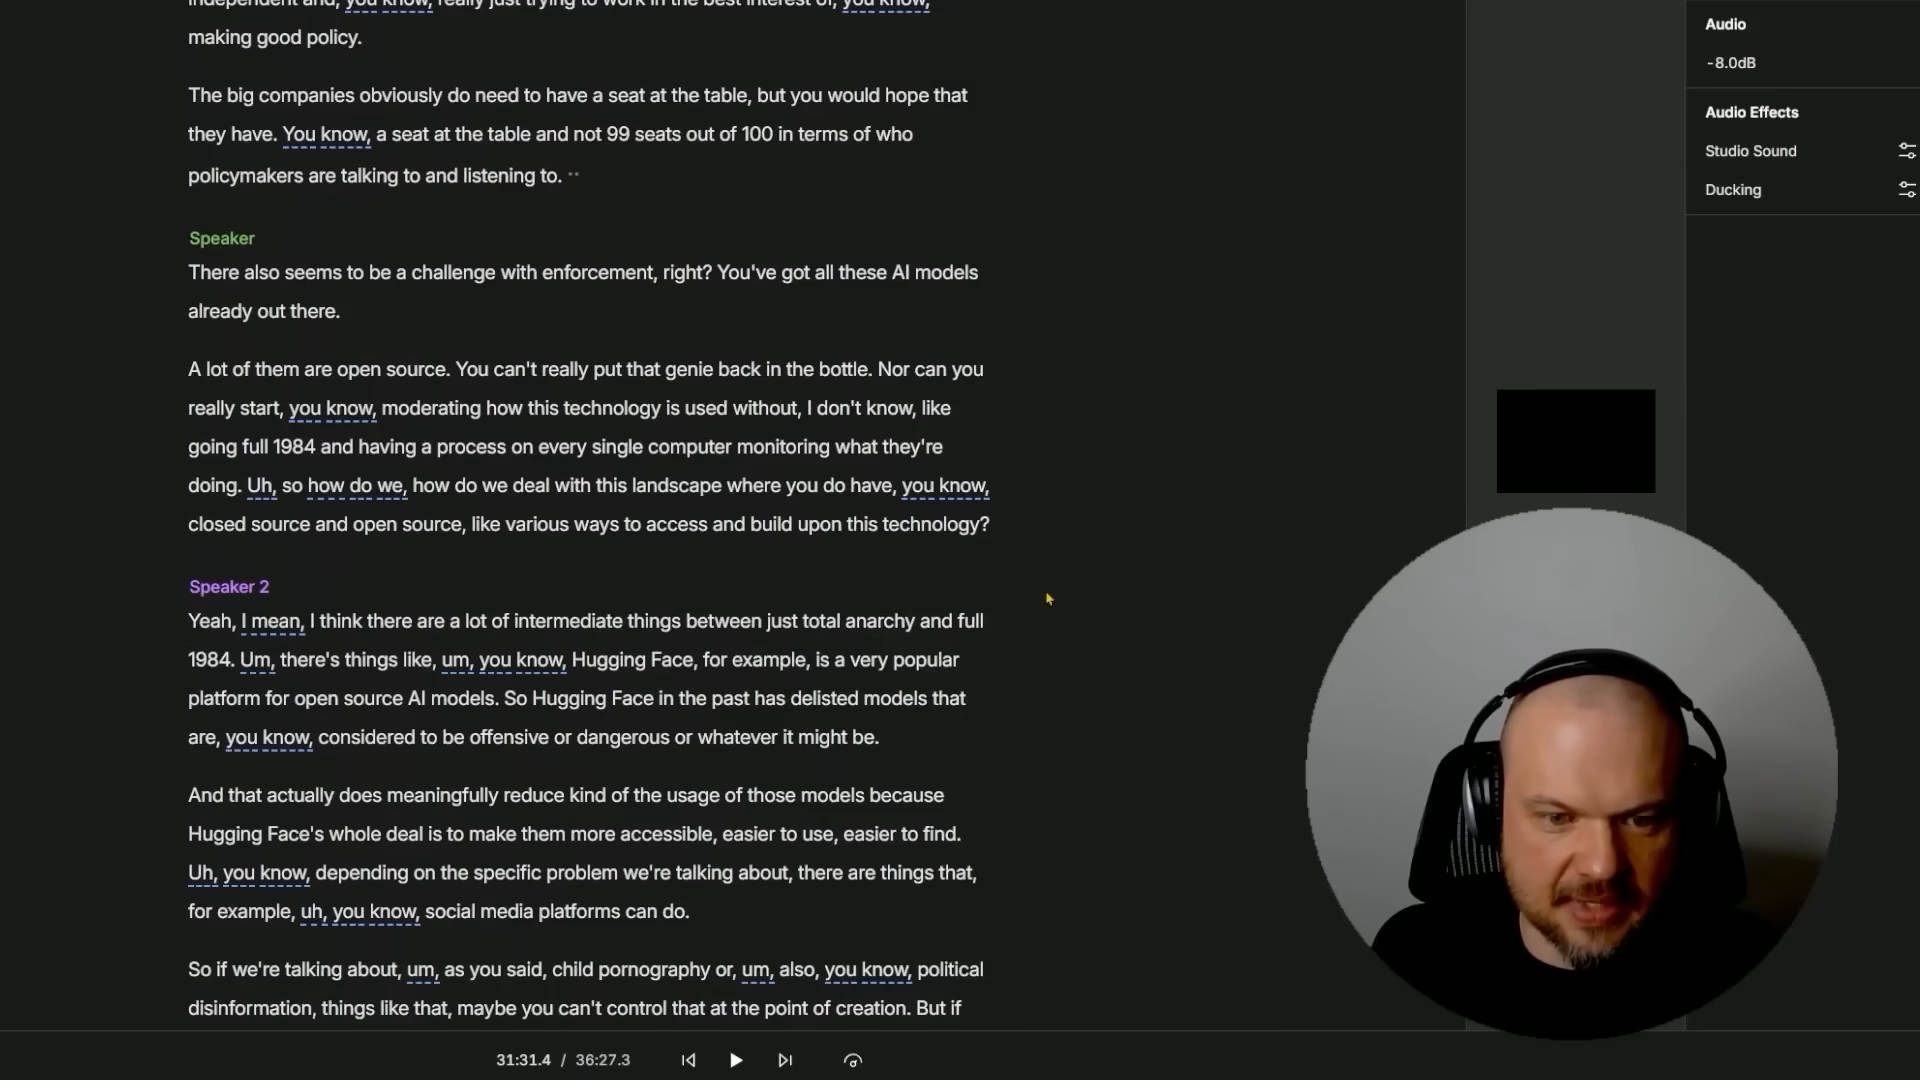 making good policy.
The big companies obviously do need to have a seat at the table, but you would hope that
they have. You know, a seat at the table and not 99 seats out of 100 in terms of who
policymakers are talking to and listening to. ··
Speaker
There also seems to be a challenge with enforcement, right? You've got all these AI models
already out there.
A lot of them are open source. You can't really put that genie back in the bottle. Nor can you
really start, you know, moderating how this technology is used without, I don't know, like
going full 1984 and having a process on every single computer monitoring what they're
doing. Uh, so how do we, how do we deal with this landscape where you do have, you know,
closed source and open source, like various ways to access and build upon this technology?
Speaker 2
Yeah, I mean, I think there are a lot of intermediate things between just total anarchy and full
1984. Um, there's things like, um, you know, Hugging Face, for example, is a very popular
platform for open source AI models. So Hugging Face in the past has delisted models that
are, you know, considered to be offensive or dangerous or whatever it might be.
And that actually does meaningfully reduce kind of the usage of those models because
Hugging Face's whole deal is to make them more accessible, easier to use, easier to find.
Uh, you know, depending on the specific problem we're talking about, there are things that,
for example, uh, you know, social media platforms can do.
So if we're talking about, um, as you said, child pornography or, um, also, you know, political
disinformation, things like that, maybe you can't control that at the point of creation. But if
31:31.4 / 36:27.3
Audio
-8.0dB
Audio Effects
Studio Sound
Ducking